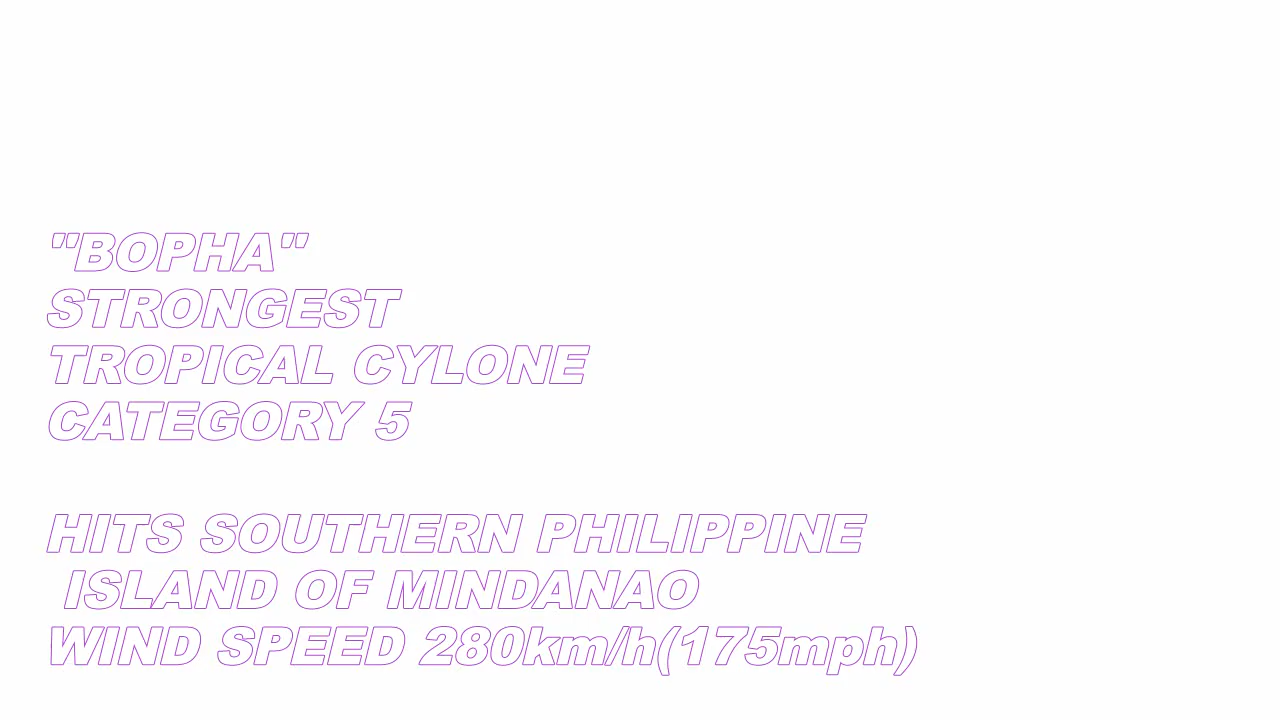 "BOPHA"
STRONGEST
TROPICAL CYLONE
CATEGORY 5
HITS SOUTHERN PHILIPPINE
ISLAND OF MINDANAO
WIND SPEED 280km/h(175mph)